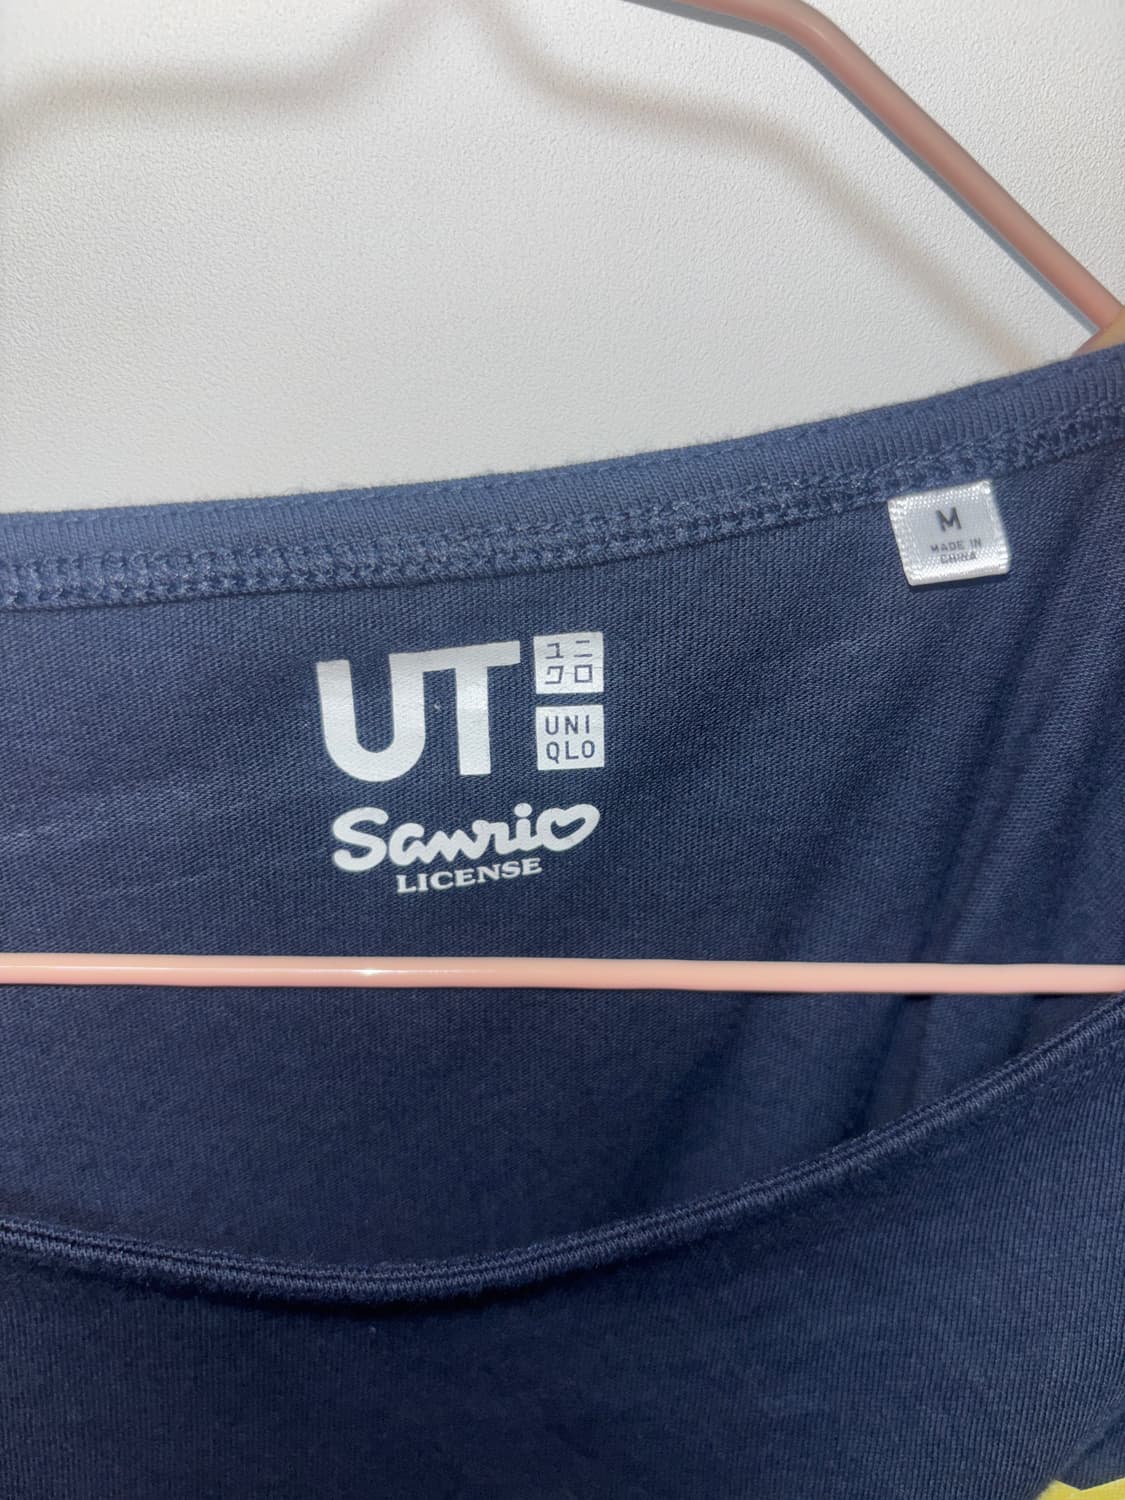 M
MADE IN
CHINA
UT
ユニ
クロ
UNI
QLO
Sanrio
LICENSE